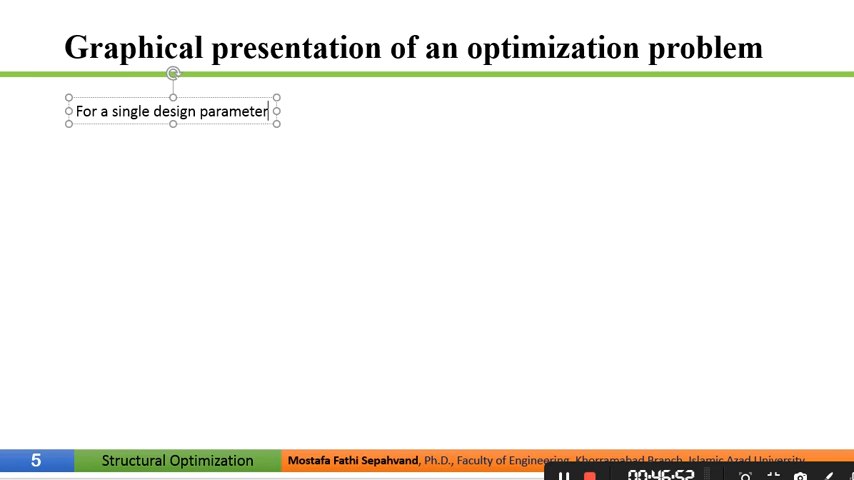 Graphical presentation of an optimization problem
For a single design parameter
5 Structural Optimization Mostafa Fathi Sepahvand, Ph.D., Faculty of Engineering, Khorramabad Branch, Islamic Azad University
00:46:52